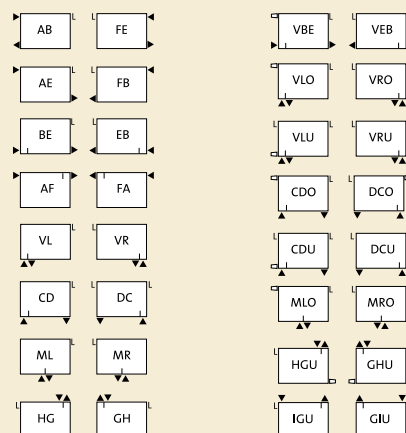 AB FE VBE VEB
AE FB VLO VRO
BE EB VLU VRU
AF FA CDO DCO
VL VR CDU DCU
CD DC MLO MRO
ML MR HGU GHU
HG GH IGU GIU